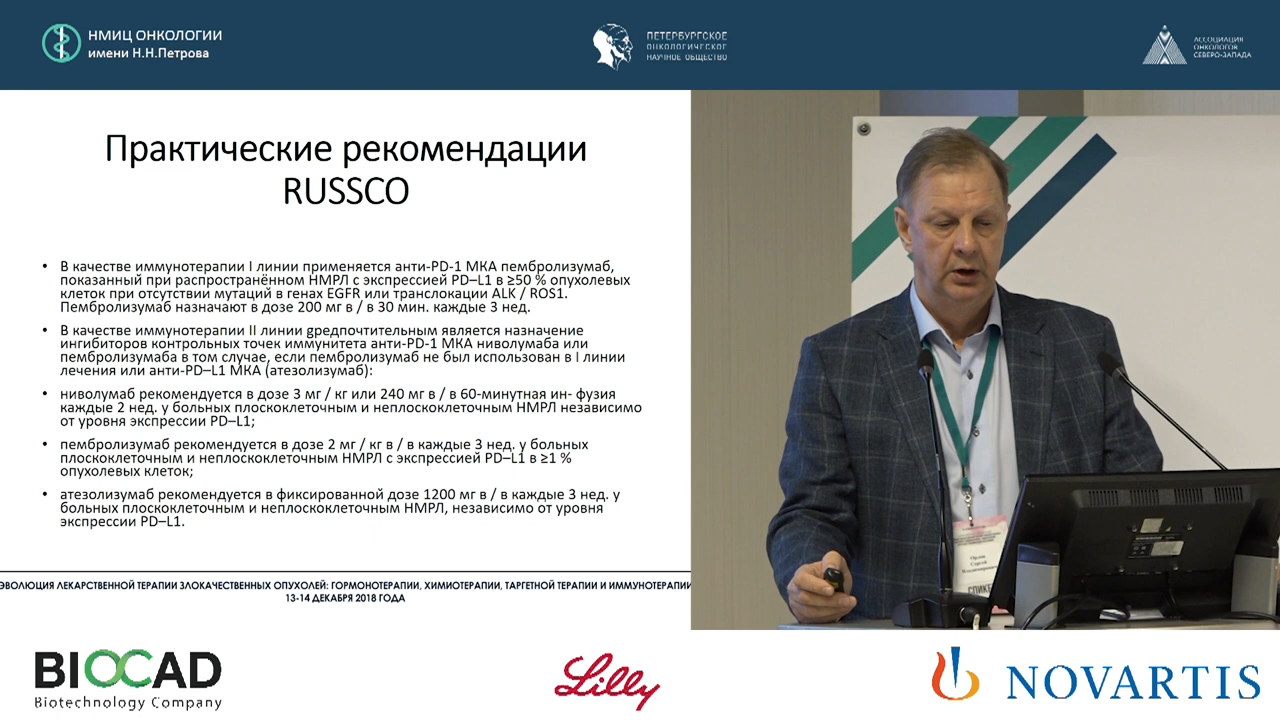 НМИЦ ОНКОЛОГИИ
имени Н.Н.Петрова
ПЕТЕРБУРГСКОЕ
ОНКОЛОГИЧЕСКОЕ
НАУЧНОЕ ОБЩЕСТВО
АССОЦИАЦИЯ
ОНКОЛОГОВ
СЕВЕРО-ЗАПАДА
Практические рекомендации
RUSSCO
• В качестве иммунотерапии I линии применяется анти-PD-1 МКА пембролизумаб,
показанный при распространённом НМРЛ с экспрессией PD–L1 в ≥50 % опухолевых
клеток при отсутствии мутаций в генах EGFR или транслокации ALK / ROS1.
Пембролизумаб назначают в дозе 200 мг в / в 30 мин. каждые 3 нед.
• В качестве иммунотерапии II линии gредпочтительным является назначение
ингибиторов контрольных точек иммунитета анти-PD-1 МКА ниволумаба или
пембролизумаба в том случае, если пембролизумаб не был использован в I линии
лечения или анти-PD–L1 МКА (атезолизумаб):
• ниволумаб рекомендуется в дозе 3 мг / кг или 240 мг в / в 60-минутная ин- фузия
каждые 2 нед. у больных плоскоклеточным и неплоскоклеточным НМРЛ независимо
от уровня экспрессии PD–L1;
• пембролизумаб рекомендуется в дозе 2 мг / кг в / в каждые 3 нед. у больных
плоскоклеточным и неплоскоклеточным НМРЛ с экспрессией PD–L1 в ≥1 %
опухолевых клеток;
• атезолизумаб рекомендуется в фиксированной дозе 1200 мг в / в каждые 3 нед. у
больных плоскоклеточным и неплоскоклеточным НМРЛ, независимо от уровня
экспрессии PD–L1.
ЭВОЛЮЦИЯ ЛЕКАРСТВЕННОЙ ТЕРАПИИ ЗЛОКАЧЕСТВЕННЫХ ОПУХОЛЕЙ: ГОРМОНОТЕРАПИИ, ХИМИОТЕРАПИИ, ТАРГЕТНОЙ ТЕРАПИИ И ИММУНОТЕРАПИИ
13-14 ДЕКАБРЯ 2018 ГОДА
Орлов
Сергей
Владимирович
СПИКЕ
BIOCAD
Biotechnology Company
Lilly
NOVARTIS